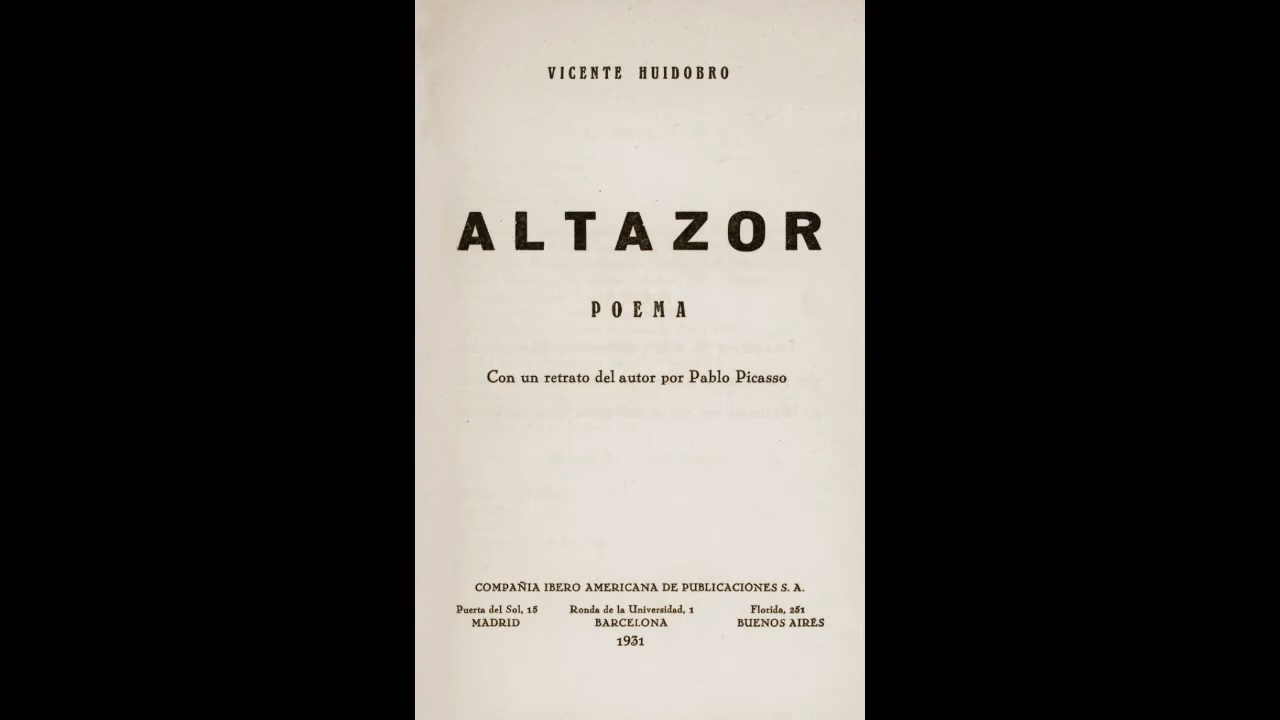 VICENTE HUIDOBRO
ALTAZOR
POEMA
Con un retrato del autor por Pablo Picasso
COMPAÑIA IBERO AMERICANA DE PUBLICACIONES S. A.
Puerta del Sol, 15 Ronda de la Universidad, 1 Florida, 251
MADRID BARCELONA BUENOS AIRES
1931